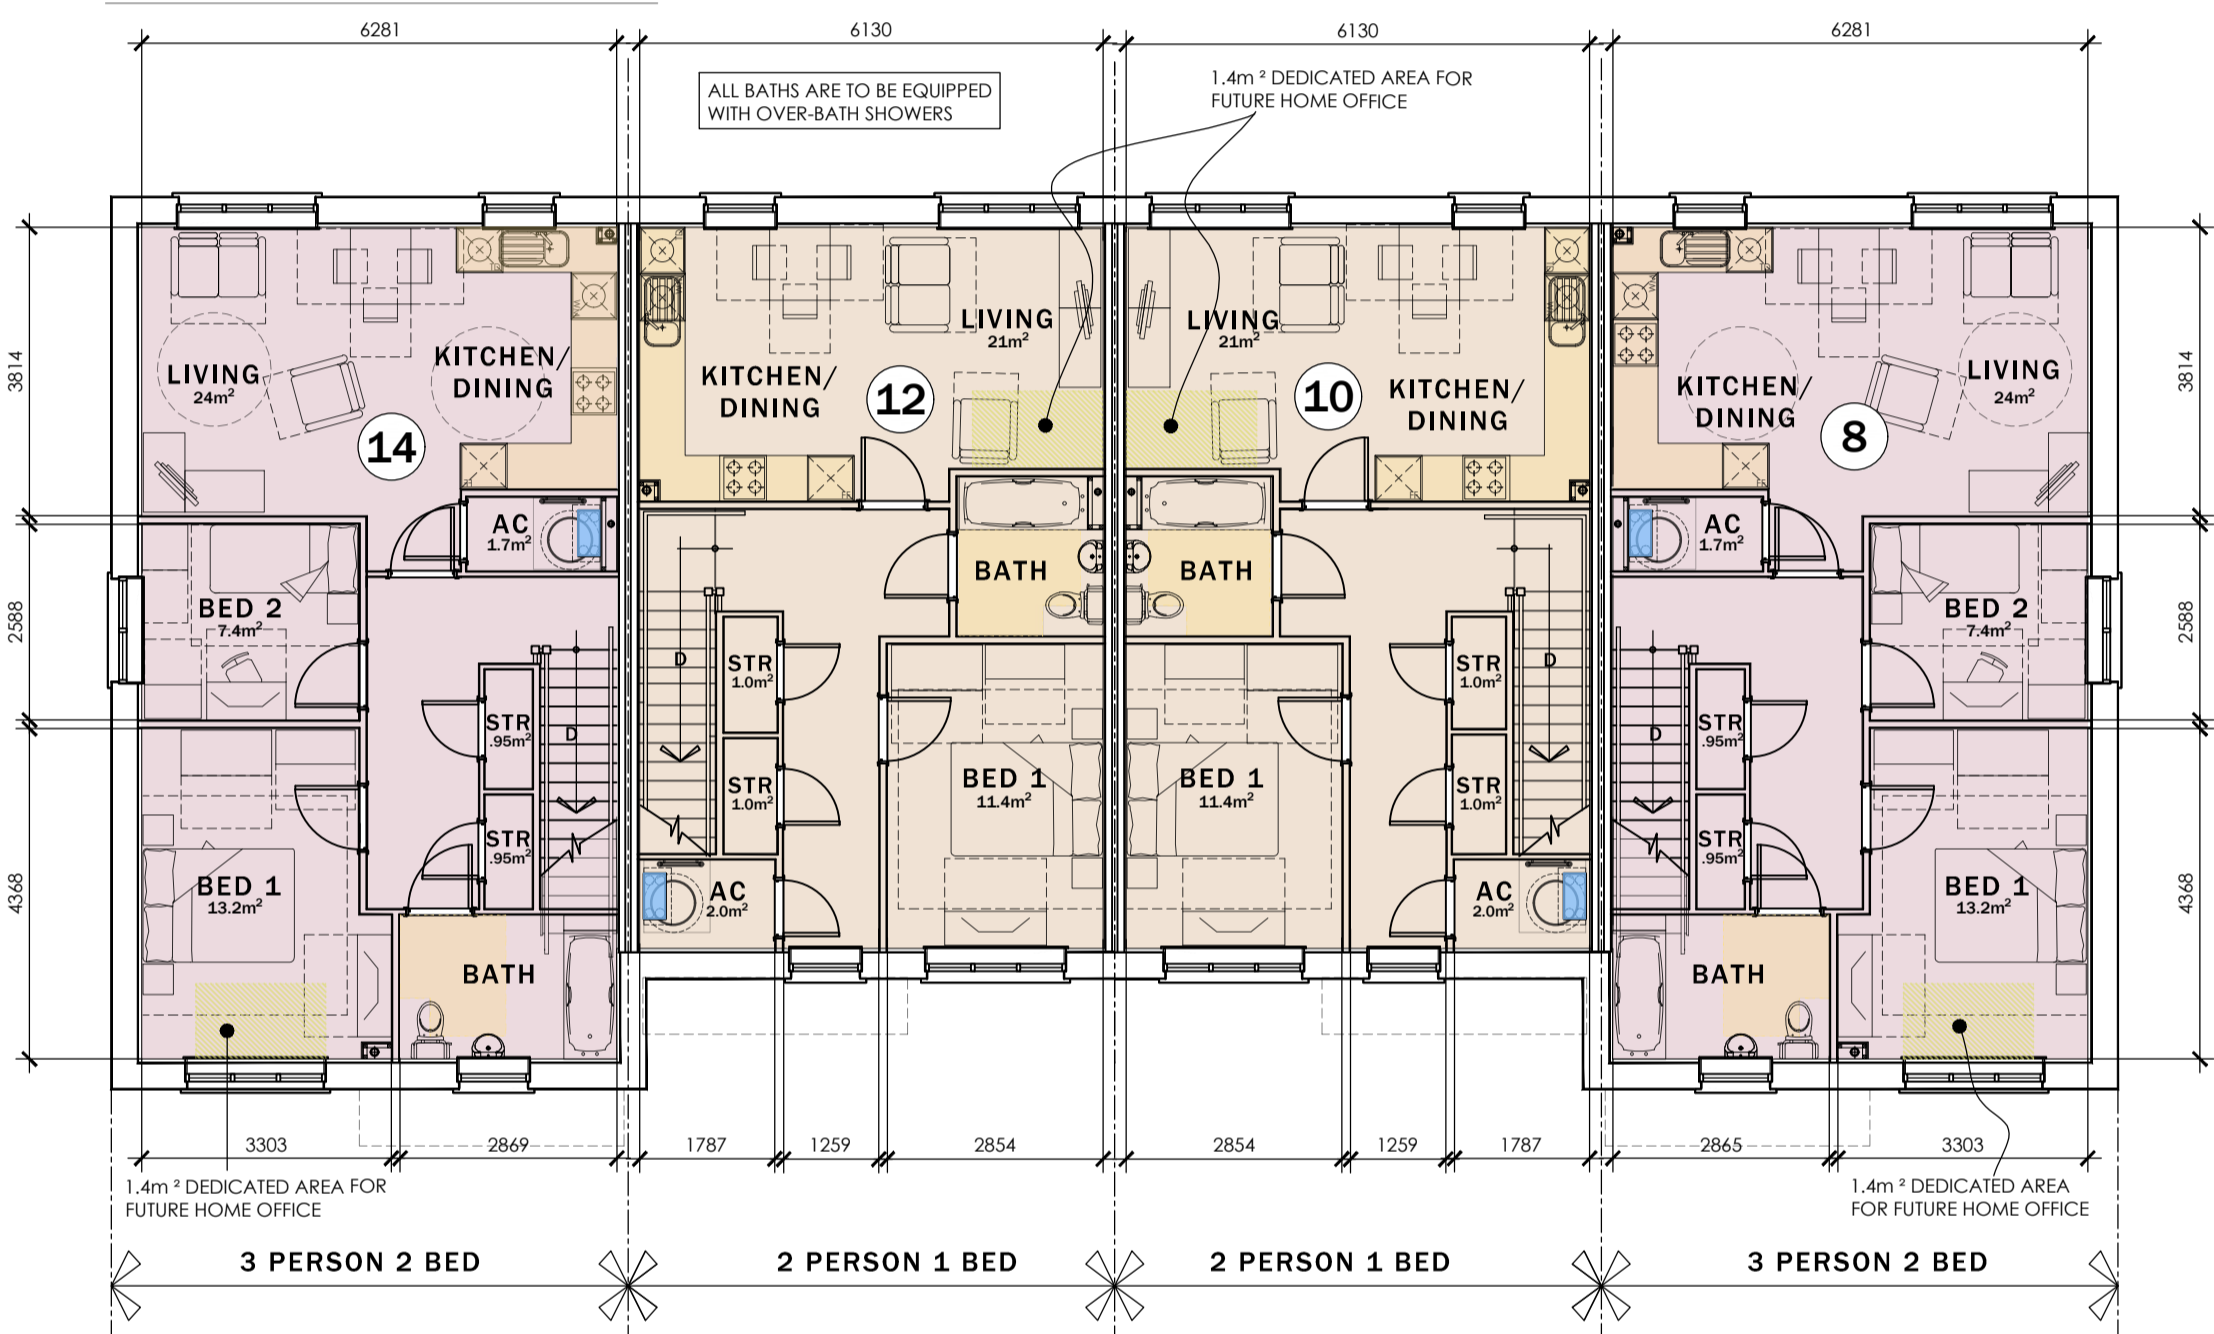 6281
6130
6130
6281
ALL BATHS ARE TO BE EQUIPPED
WITH OVER-BATH SHOWERS
1.4m ² DEDICATED AREA FOR
FUTURE HOME OFFICE
3814
2588
4368
LIVING
24m²
KITCHEN/
DINING
14
AC
1.7m²
BED 2
7.4m²
STR
.95m²
D
STR
.95m²
BED 1
13.2m²
BATH
KITCHEN/
DINING
12
LIVING
21m²
BATH
D
STR
1.0m²
STR
1.0m²
AC
2.0m²
BED 1
11.4m²
LIVING
21m²
10
KITCHEN/
DINING
BATH
STR
1.0m²
D
STR
1.0m²
AC
2.0m²
BED 1
11.4m²
KITCHEN/
DINING
8
LIVING
24m²
AC
1.7m²
BED 2
7.4m²
D
STR
.95m²
STR
.95m²
BED 1
13.2m²
BATH
3814
2588
4368
3303
2869
1787
1259
2854
2854
1259
1787
2865
3303
1.4m ² DEDICATED AREA FOR
FUTURE HOME OFFICE
1.4m ² DEDICATED AREA
FOR FUTURE HOME OFFICE
3 PERSON 2 BED
2 PERSON 1 BED
2 PERSON 1 BED
3 PERSON 2 BED